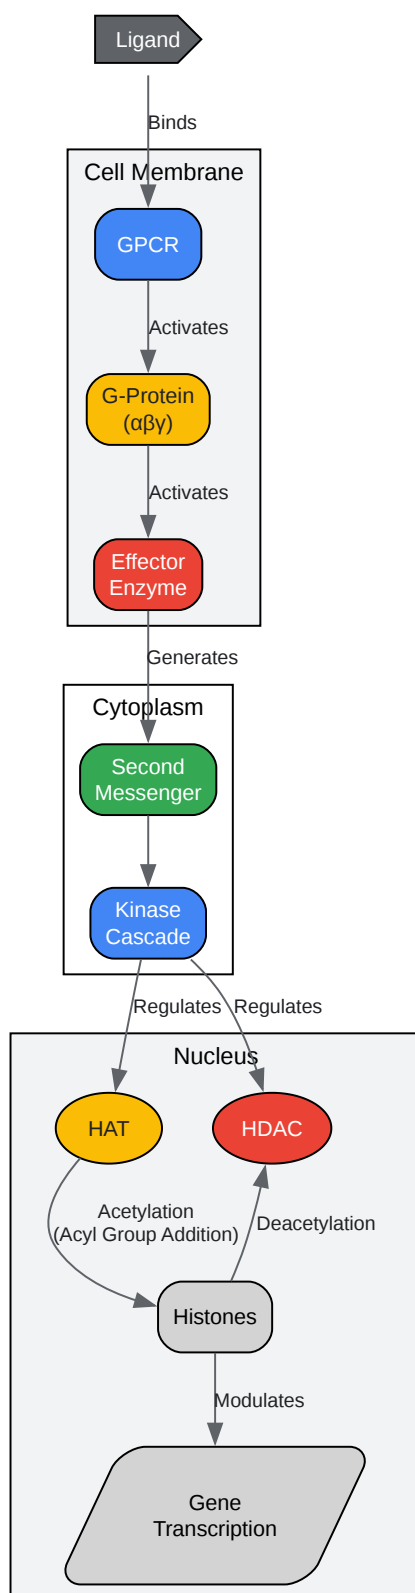 Ligand
Binds
Cell Membrane
GPCR
Activates
G-Protein
(αβγ)
Activates
Effector
Enzyme
Generates
Cytoplasm
Second
Messenger
Kinase
Cascade
Regulates
Regulates
Nucleus
HAT
HDAC
Acetylation
(Acyl Group Addition)
Deacetylation
Histones
Modulates
Gene
Transcription